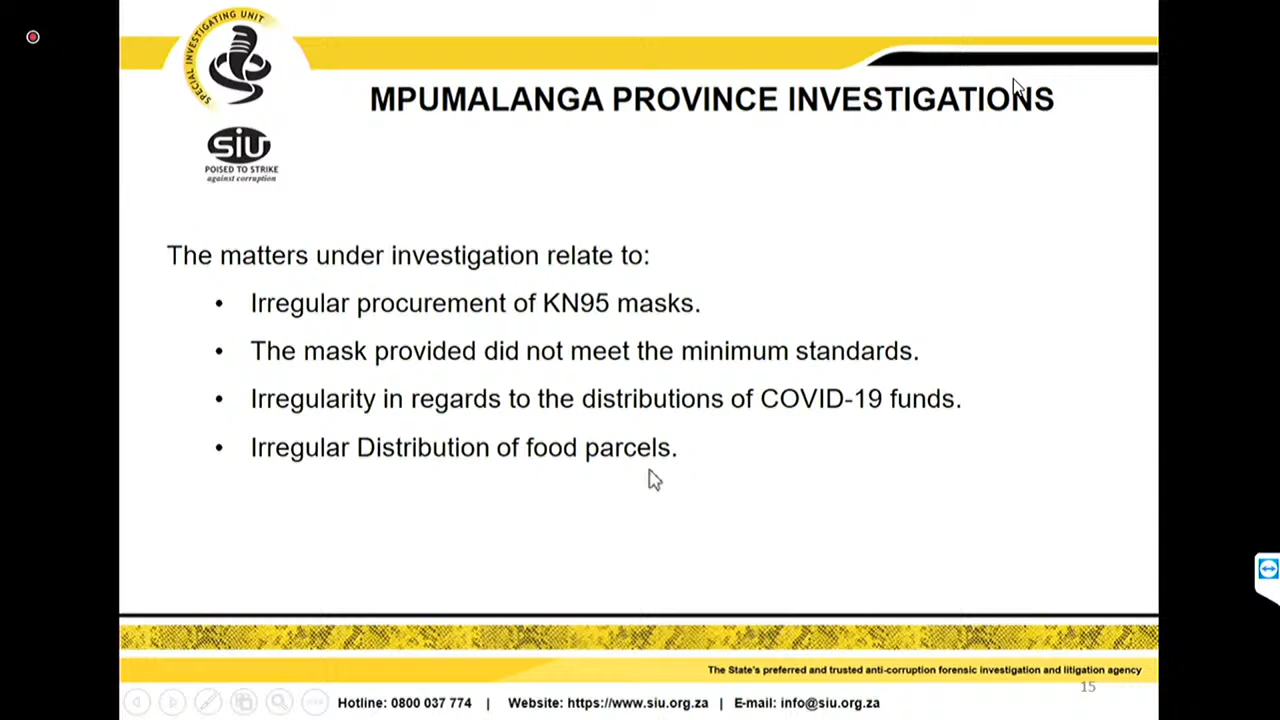 SPECIAL INVESTIGATING UNIT
SiU
POISED TO STRIKE
against corruption
MPUMALANGA PROVINCE INVESTIGATIONS
The matters under investigation relate to:
• Irregular procurement of KN95 masks.
• The mask provided did not meet the minimum standards.
• Irregularity in regards to the distributions of COVID-19 funds.
• Irregular Distribution of food parcels.
The State's preferred and trusted anti-corruption forensic investigation and litigation agency
15
Hotline: 0800 037 774 | Website: https://www.siu.org.za | E-mail: info@siu.org.za